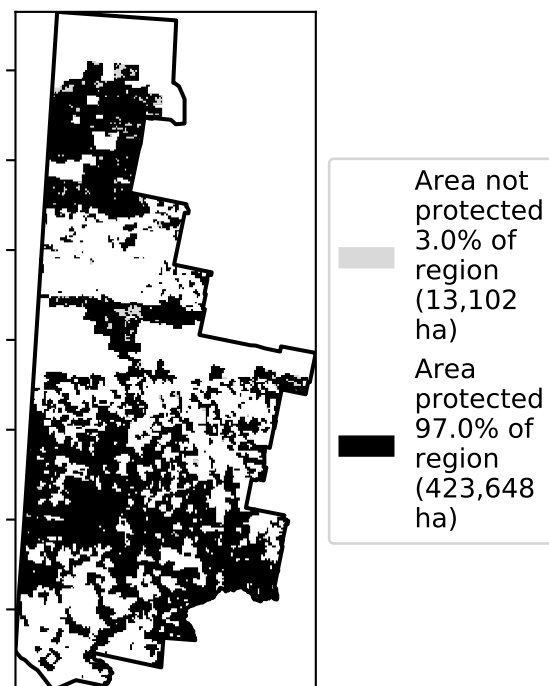 Area not
protected
3.0% of
region
(13,102
ha)
Area
protected
97.0% of
region
(423,648
ha)